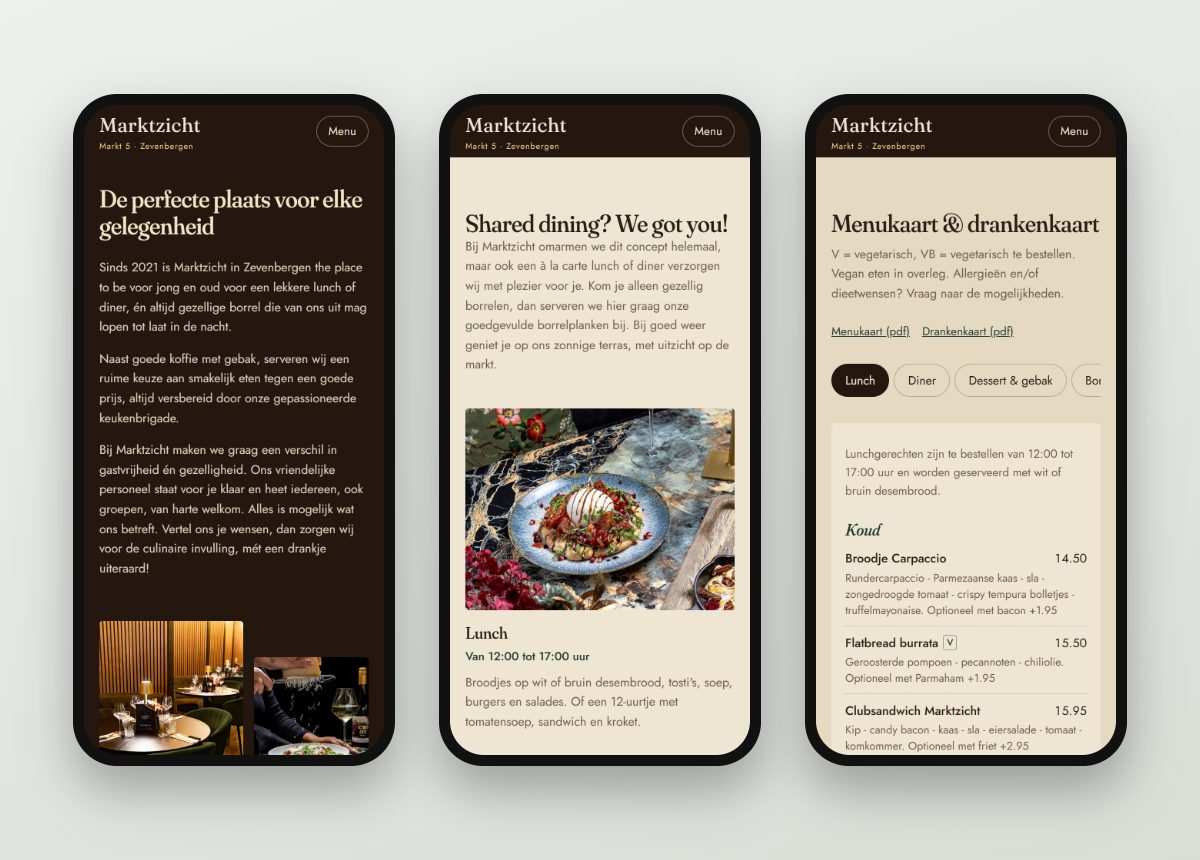 Marktzicht
Menu
Markt 5 · Zevenbergen
De perfecte plaats voor elke
gelegenheid
Sinds 2021 is Marktzicht in Zevenbergen the place
to be voor jong en oud voor een lekkere lunch of
diner, én altijd gezellige borrel die van ons uit mag
lopen tot laat in de nacht.
Naast goede koffie met gebak, serveren wij een
ruime keuze aan smakelijk eten tegen een goede
prijs, altijd versbereid door onze gepassioneerde
keukenbrigade.
Bij Marktzicht maken we graag een verschil in
gastvrijheid én gezelligheid. Ons vriendelijke
personeel staat voor je klaar en heet iedereen, ook
groepen, van harte welkom. Alles is mogelijk wat
ons betreft. Vertel ons je wensen, dan zorgen wij
voor de culinaire invulling, mét een drankje
uiteraard!
Marktzicht
Menu
Markt 5 · Zevenbergen
Shared dining? We got you!
Bij Marktzicht omarmen we dit concept helemaal,
maar ook een à la carte lunch of diner verzorgen
wij met plezier voor je. Kom je alleen gezellig
borrelen, dan serveren we hier graag onze
goedgevulde borrelplanken bij. Bij goed weer
geniet je op ons zonnige terras, met uitzicht op de
markt.
Lunch
Van 12:00 tot 17:00 uur
Broodjes op wit of bruin desembrood, tosti's, soep,
burgers en salades. Of een 12-uurtje met
tomatensoep, sandwich en kroket.
Marktzicht
Menu
Markt 5 · Zevenbergen
Menukaart & drankenkaart
V = vegetarisch, VB = vegetarisch te bestellen.
Vegan eten in overleg. Allergieën en/of
dieetwensen? Vraag naar de mogelijkheden.
Menukaart (pdf) Drankenkaart (pdf)
Lunch Diner Dessert & gebak Bor
Lunchgerechten zijn te bestellen van 12:00 tot
17:00 uur en worden geserveerd met wit of
bruin desembrood.
Koud
Broodje Carpaccio 14.50
Rundercarpaccio - Parmezaanse kaas - sla -
zongedroogde tomaat - crispy tempura bolletjes -
truffelmayonaise. Optioneel met bacon +1.95
Flatbread burrata V 15.50
Geroosterde pompoen - pecannoten - chiliolie.
Optioneel met Parmaham +1.95
Clubsandwich Marktzicht 15.95
Kip - candy bacon - kaas - sla - eiersalade - tomaat -
komkommer. Optioneel met friet +2.95